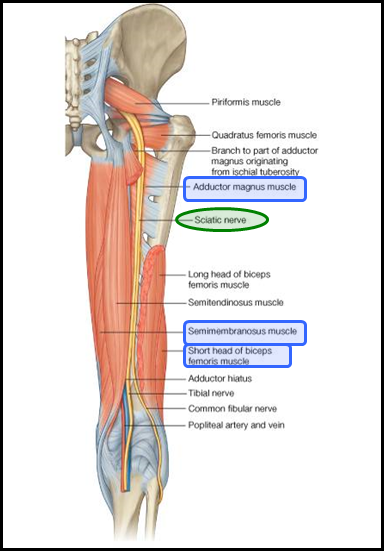 Piriformis muscle
Quadratus femoris muscle
Branch to part of adductor
magnus originating
from ischial tuberosity
Adductor magnus muscle
Sciatic nerve
Long head of biceps
femoris muscle
Semitendinosus muscle
Semimembranosus muscle
Short head of biceps
femoris muscle
Adductor hiatus
Tibial nerve
Common fibular nerve
Popliteal artery and vein